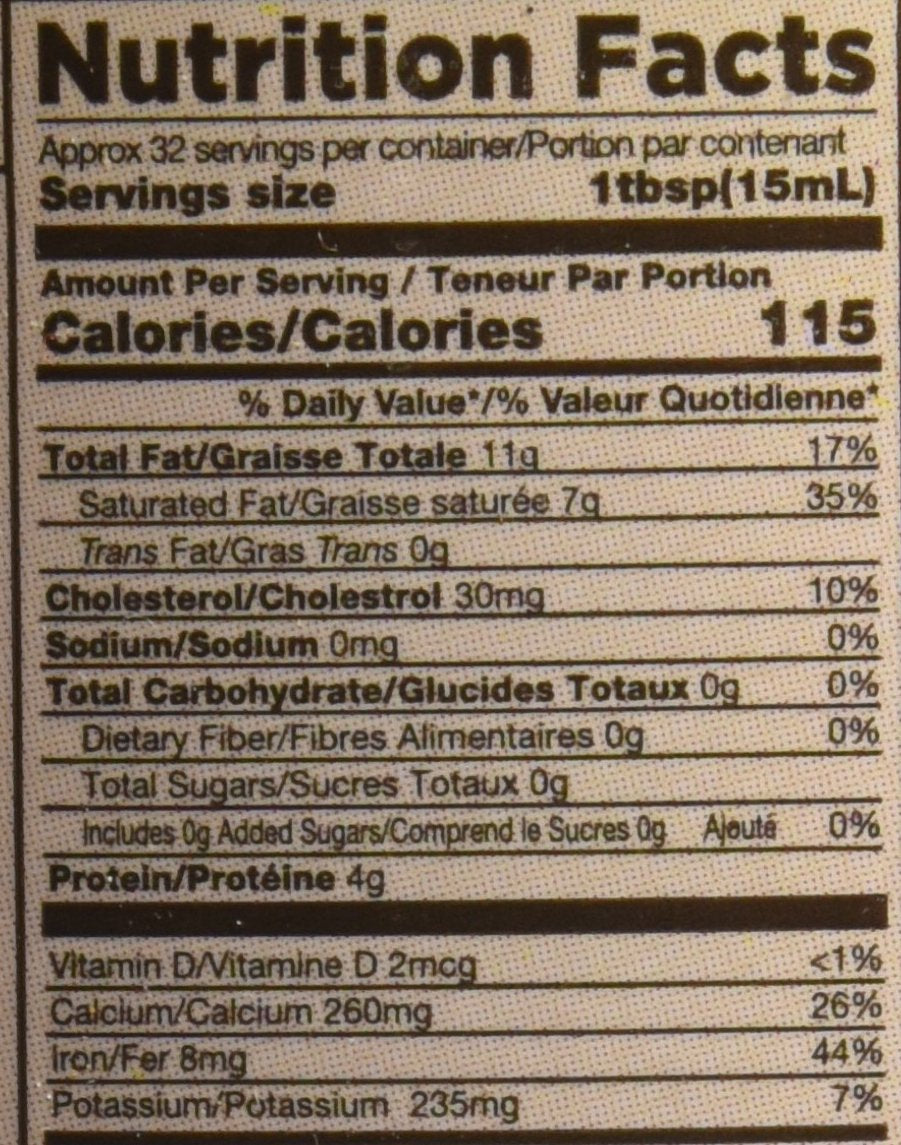 Nutrition Facts
Approx 32 servings per container/Portion par contenant
Servings size 1tbsp(15mL)
Amount Per Serving / Teneur Par Portion
Calories/Calories 115
% Daily Value*/% Valeur Quotidienne*
Total Fat/Graisse Totale 11g 17%
Saturated Fat/Graisse saturée 7g 35%
Trans Fat/Gras Trans 0g
Cholesterol/Cholestrol 30mg 10%
Sodium/Sodium 0mg 0%
Total Carbohydrate/Glucides Totaux 0g 0%
Dietary Fiber/Fibres Alimentaires 0g 0%
Total Sugars/Sucres Totaux 0g
Includes 0g Added Sugars/Comprend le Sucres 0g Ajouté 0%
Protein/Protéine 4g
Vitamin D/Vitamine D 2mcg <1%
Calcium/Calcium 260mg 26%
Iron/Fer 8mg 44%
Potassium/Potassium 235mg 7%